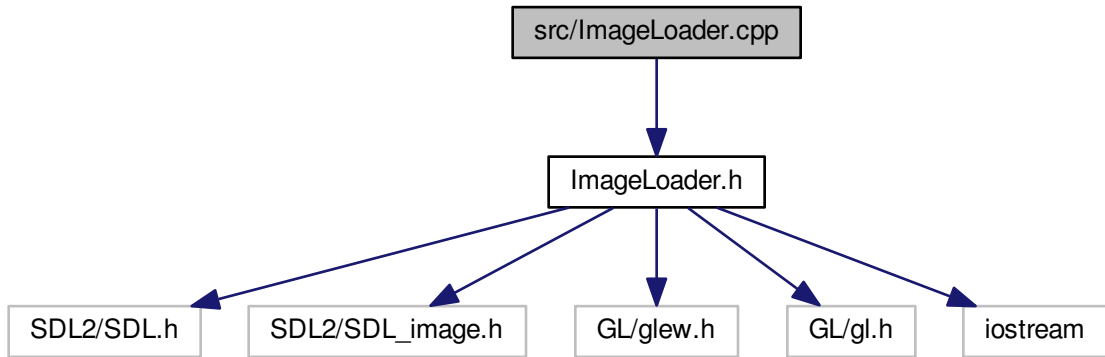 src/ImageLoader.cpp
ImageLoader.h
SDL2/SDL.h
SDL2/SDL_image.h
GL/glew.h
GL/gl.h
iostream